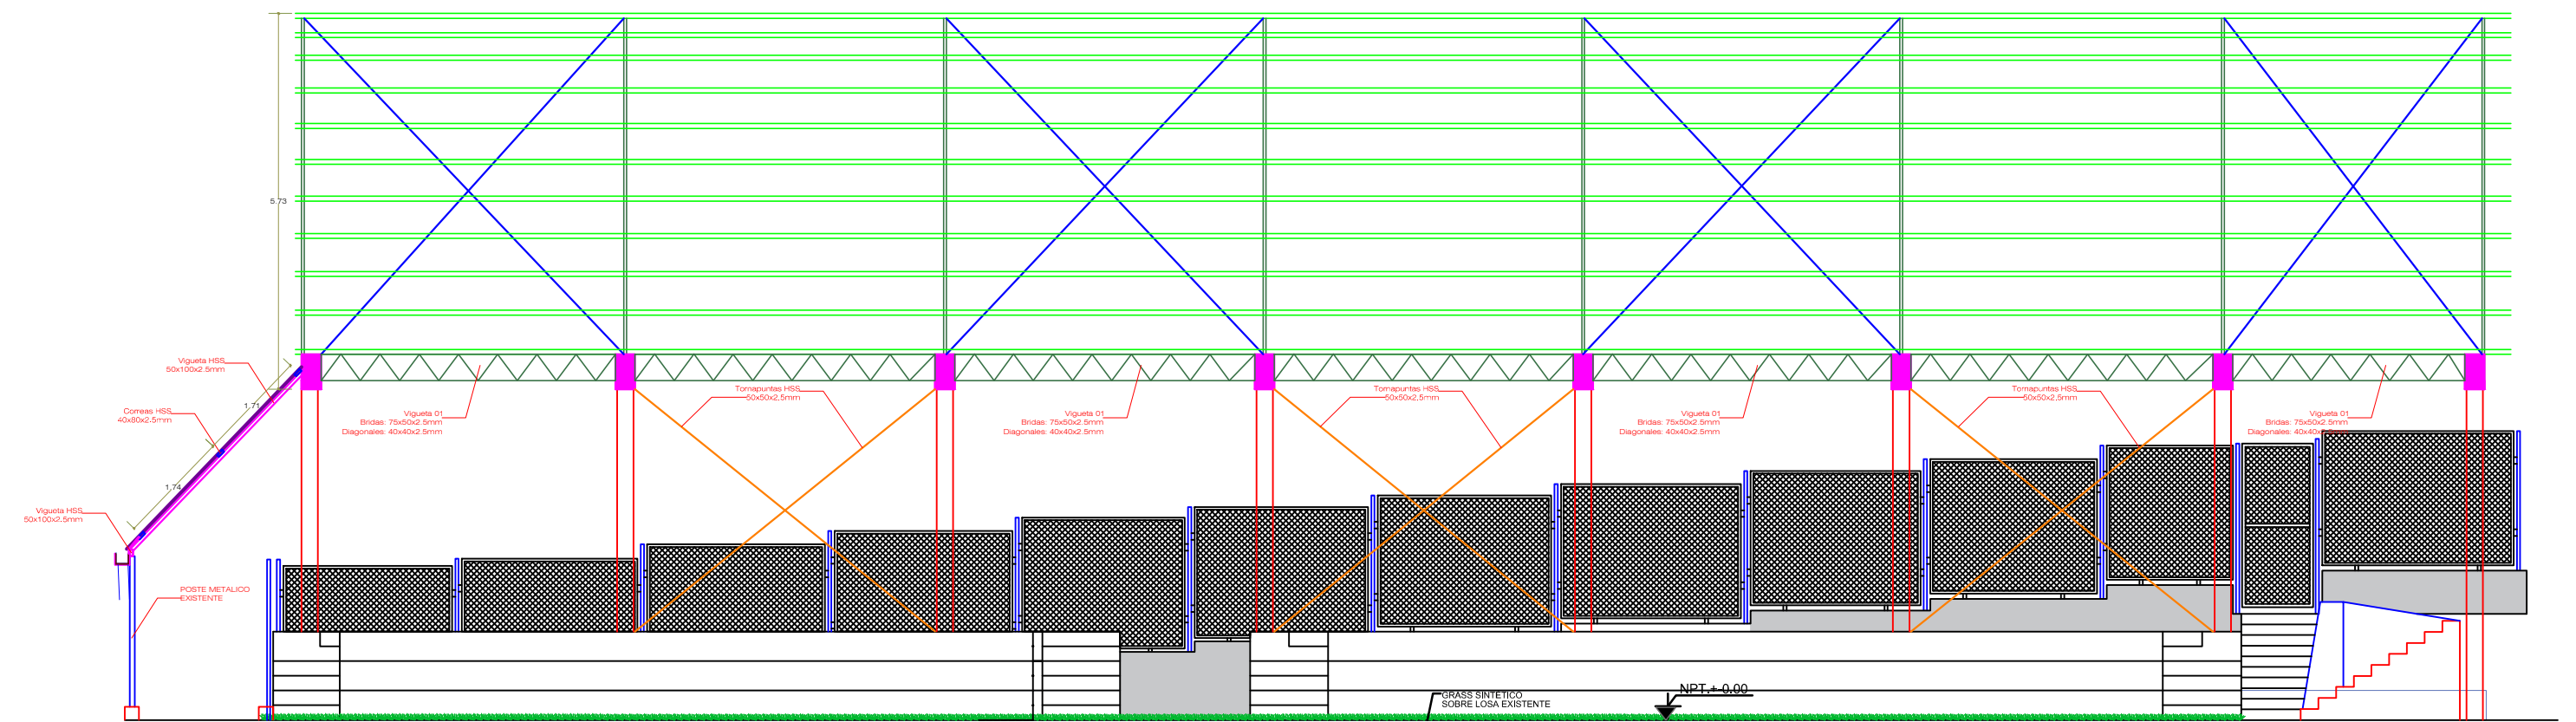 5.73
Vigueta HSS
50x100x2.5mm
1.71
Correas HSS
40x80x2.5mm
1.74
Vigueta HSS
50x100x2.5mm
POSTE METALICO
EXISTENTE
Vigueta 01
Bridas: 75x50x2.5mm
Diagonales: 40x40x2.5mm
Tornapuntas HSS
50x50x2,5mm
Vigueta 01
Bridas: 75x50x2.5mm
Diagonales: 40x40x2.5mm
Tornapuntas HSS
50x50x2,5mm
Vigueta 01
Bridas: 75x50x2.5mm
Diagonales: 40x40x2.5mm
Tornapuntas HSS
50x50x2,5mm
Vigueta 01
Bridas: 75x50x2.5mm
Diagonales: 40x40x2.5mm
GRASS SINTETICO
SOBRE LOSA EXISTENTE
NPT.+-0.00